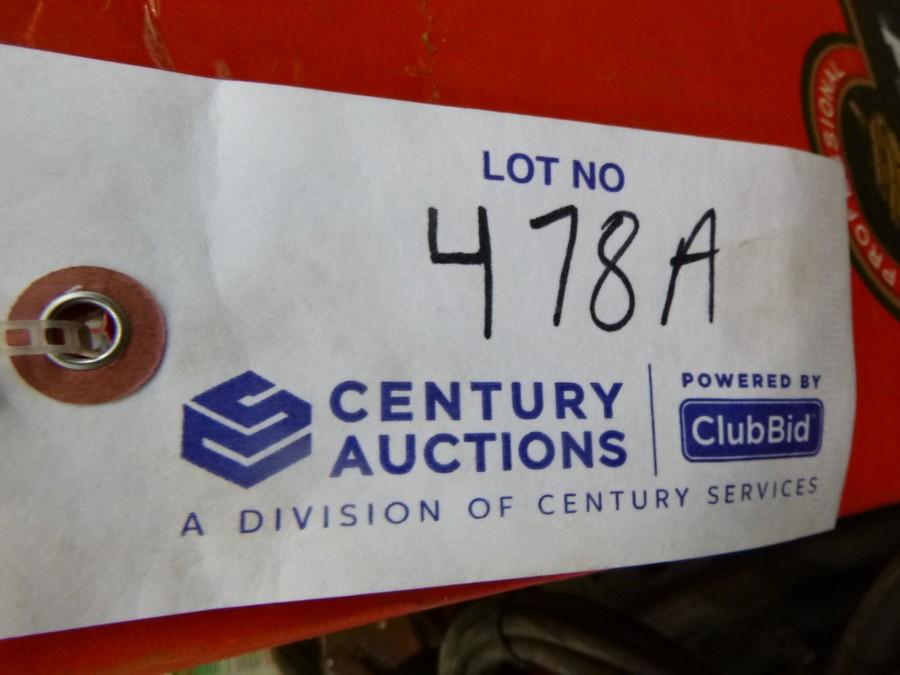 LOT NO
478A
CENTURY
AUCTIONS
POWERED BY
ClubBid
A DIVISION OF CENTURY SERVICES